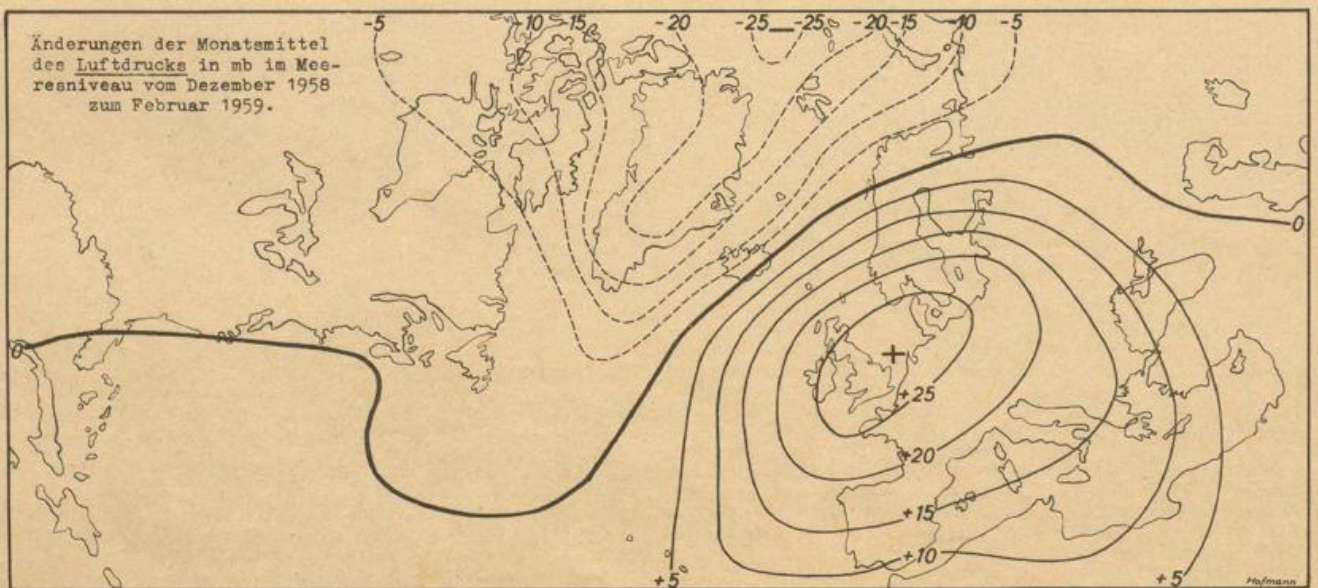 -5 -10 -15 -20 -25 -25 -20 -15 -10 -5
Änderungen der Monatsmittel
des Luftdrucks in mb im Mee-
resniveau vom Dezember 1958
zum Februar 1959.
0
0
+25
+20
+15
+10
+5
+5
Hofmann